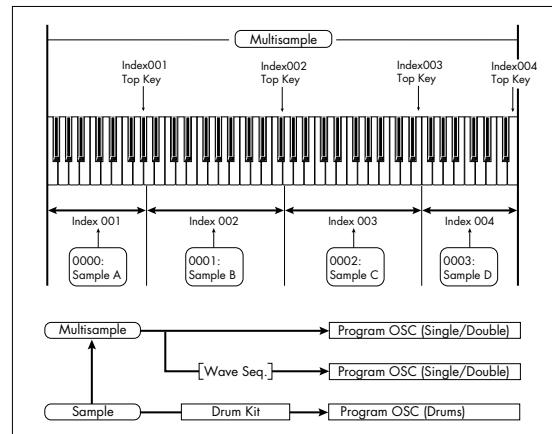 Multisample
Index001 Top Key
Index002 Top Key
Index003 Top Key
Index004 Top Key
Index 001
Index 002
Index 003
Index 004
0000: Sample A
0001: Sample B
0002: Sample C
0003: Sample D
Multisample
Program OSC (Single/Double)
[Wave Seq.]
Program OSC (Single/Double)
Sample
Drum Kit
Program OSC (Drums)